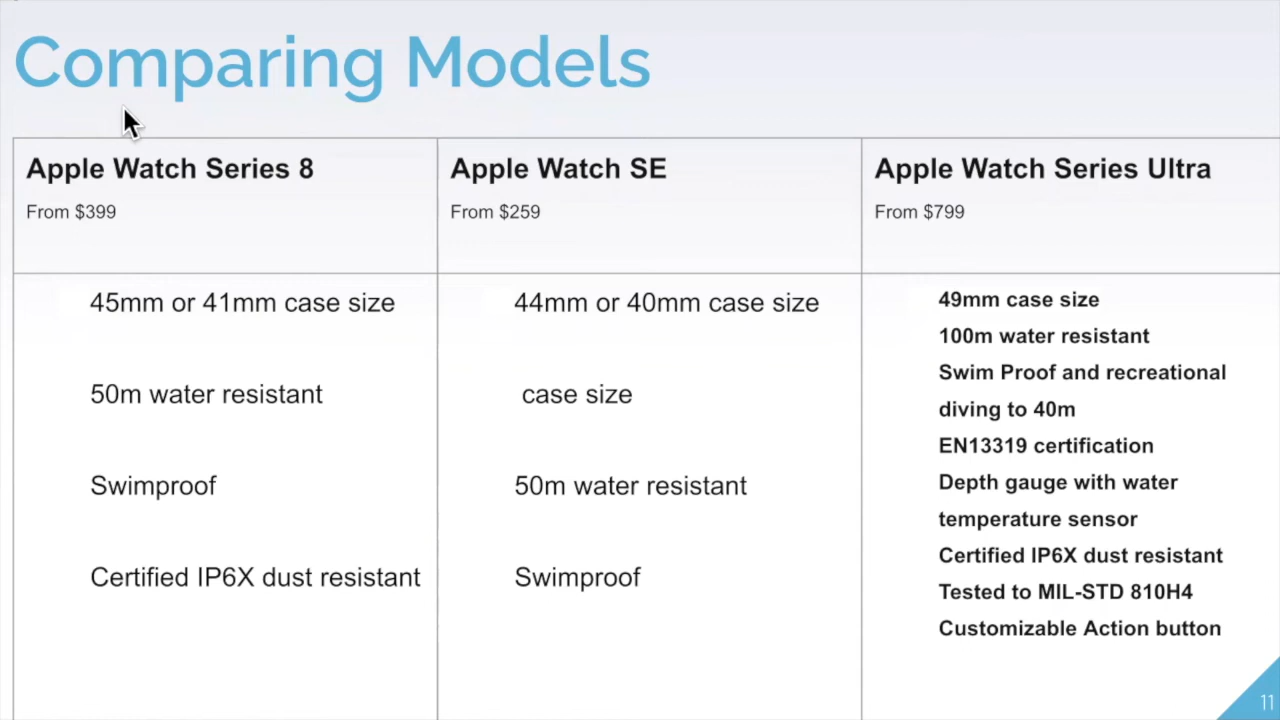 Comparing Models
Apple Watch Series 8
From $399
Apple Watch SE
From $259
Apple Watch Series Ultra
From $799
45mm or 41mm case size
50m water resistant
Swimproof
Certified IP6X dust resistant
44mm or 40mm case size
case size
50m water resistant
Swimproof
49mm case size
100m water resistant
Swim Proof and recreational
diving to 40m
EN13319 certification
Depth gauge with water
temperature sensor
Certified IP6X dust resistant
Tested to MIL-STD 810H4
Customizable Action button
11